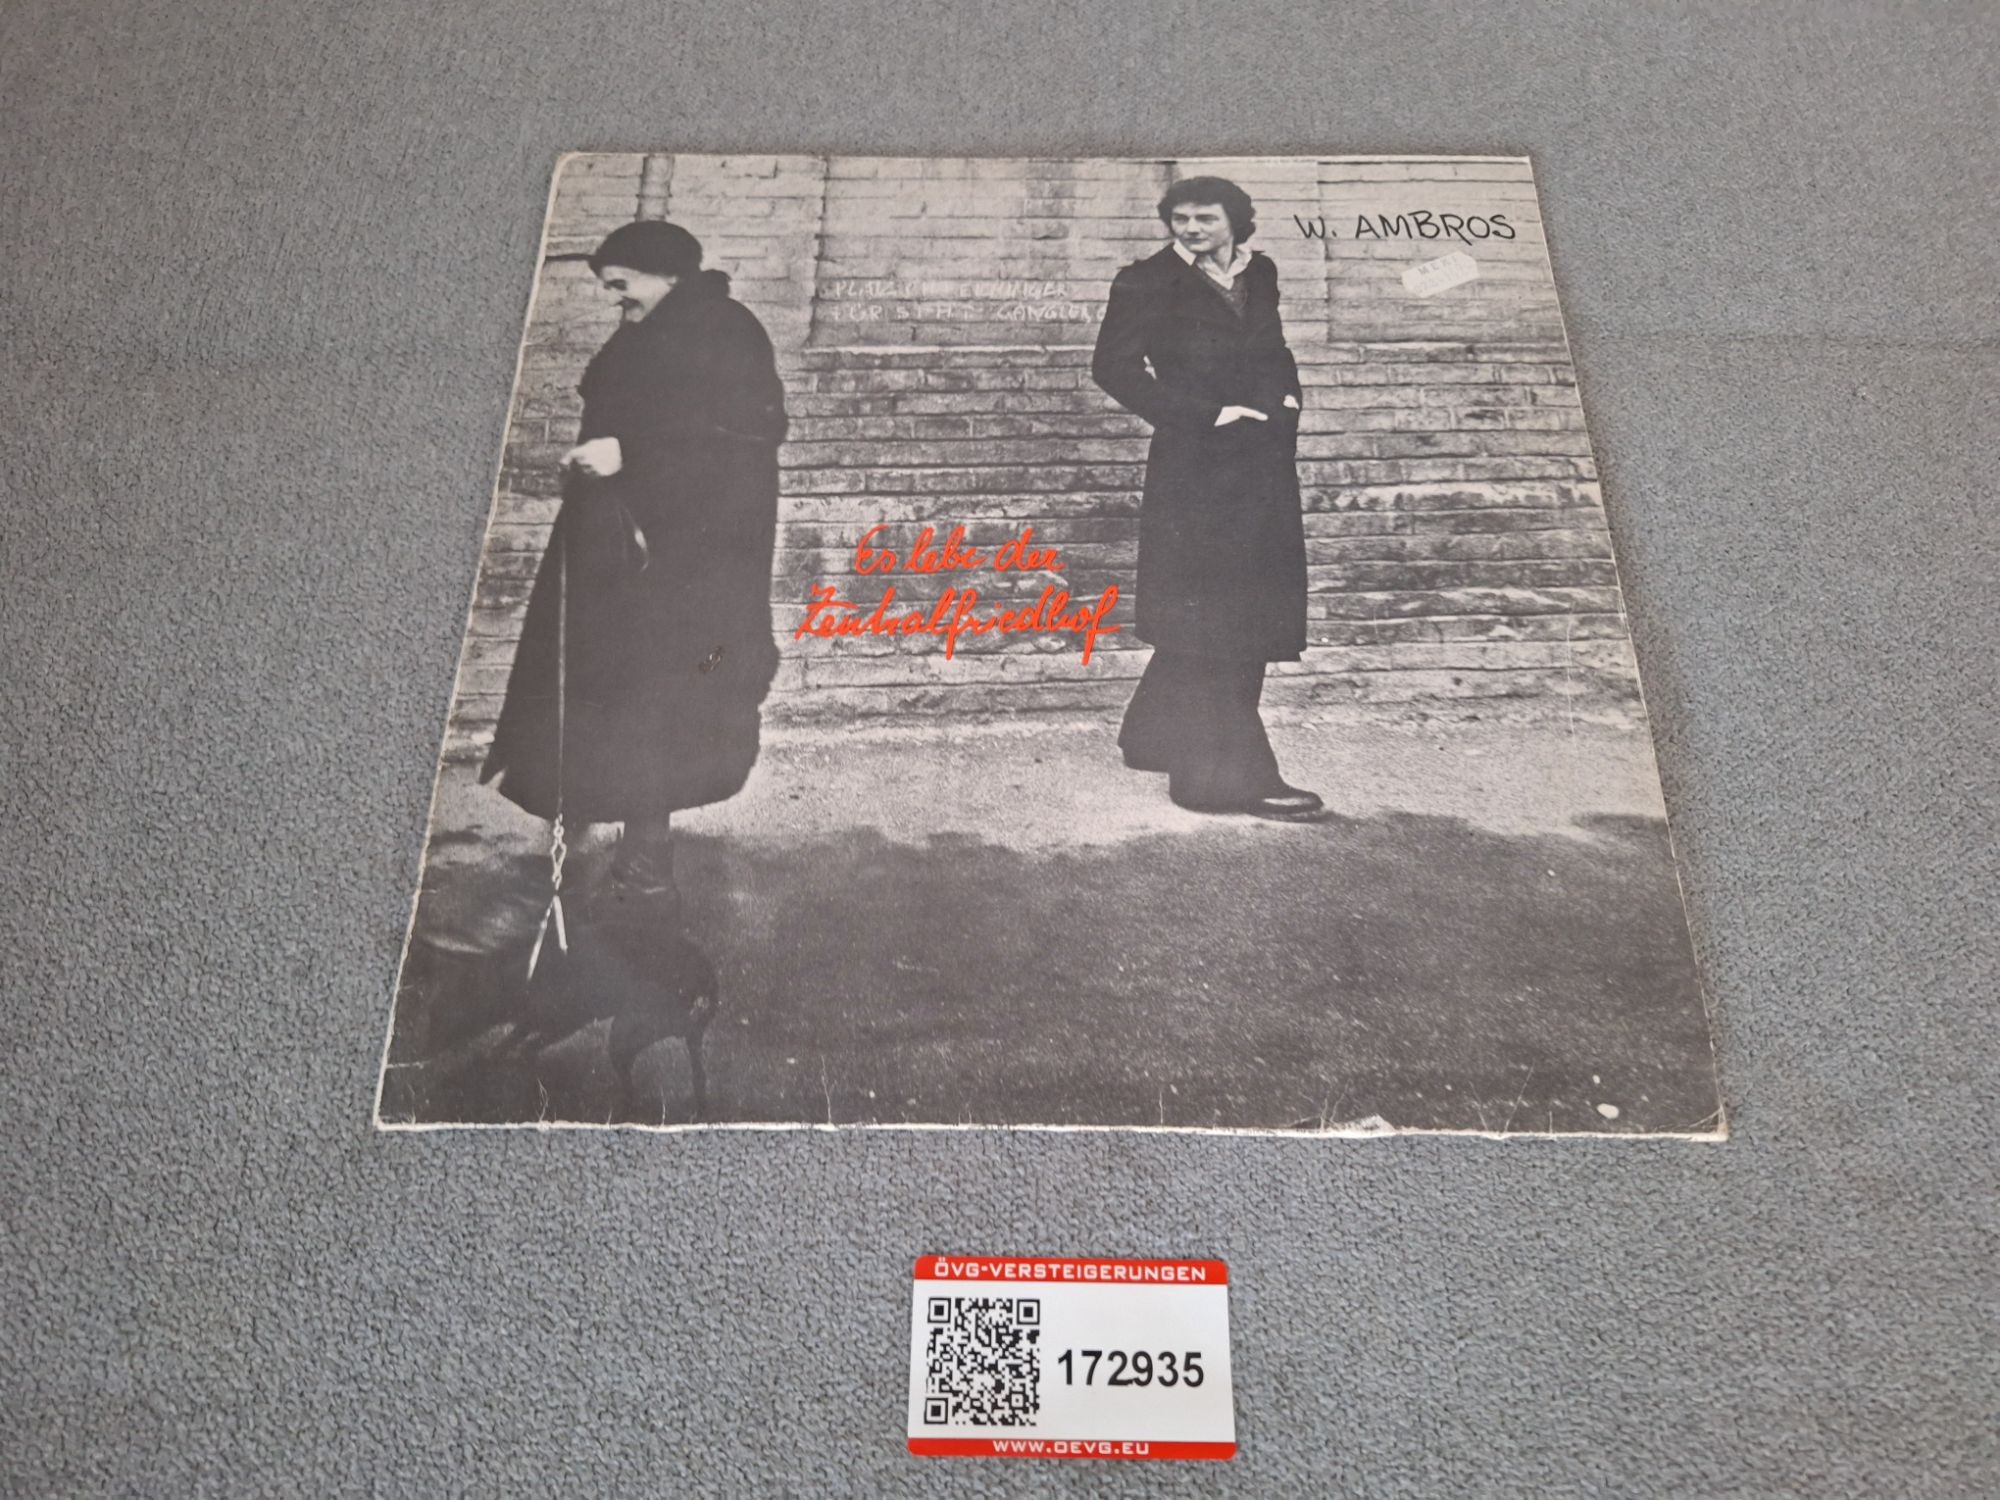 W. AMBROS
Es lebe der
Zentralfriedhof
ÖVG-VERSTEIGERUNGEN
172935
WWW.OEVG.EU